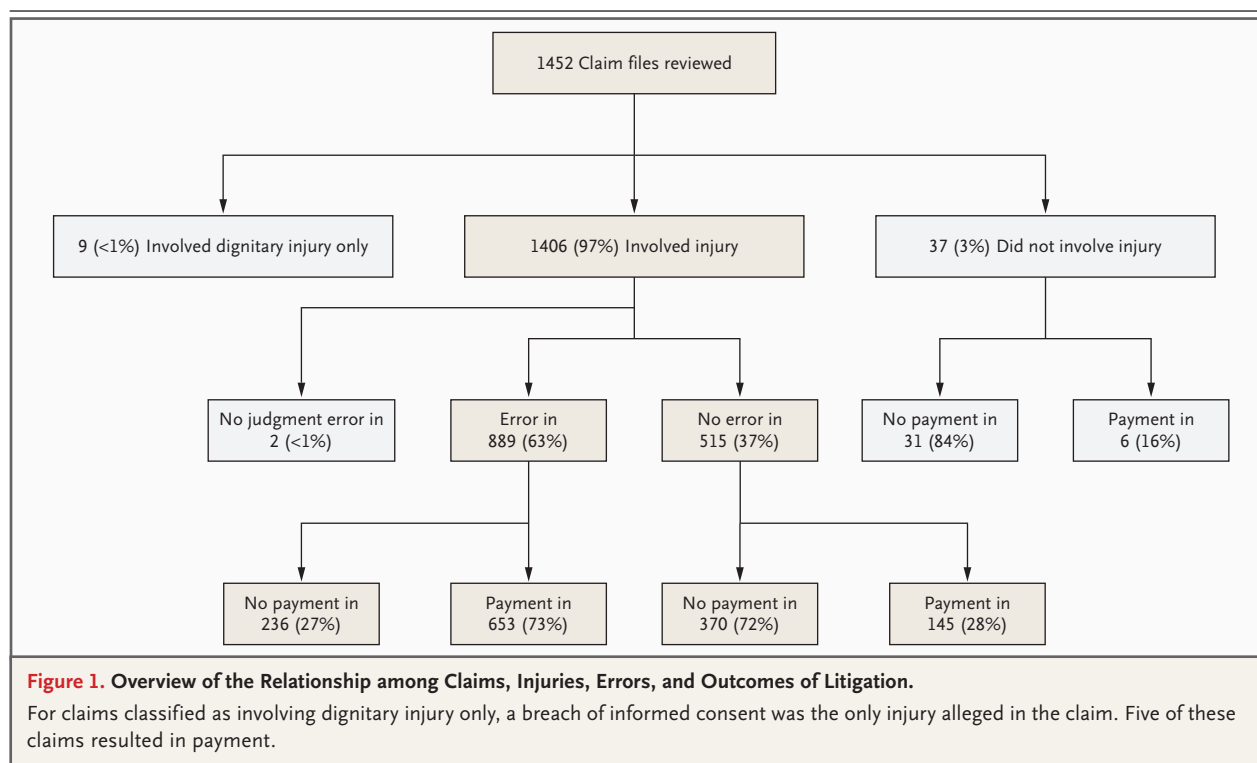 1452 Claim files reviewed
9 (<1%) Involved dignitary injury only
1406 (97%) Involved injury
37 (3%) Did not involve injury
No judgment error in
2 (<1%)
Error in
889 (63%)
No error in
515 (37%)
No payment in
31 (84%)
Payment in
6 (16%)
No payment in
236 (27%)
Payment in
653 (73%)
No payment in
370 (72%)
Payment in
145 (28%)
Figure 1. Overview of the Relationship among Claims, Injuries, Errors, and Outcomes of Litigation.
For claims classified as involving dignitary injury only, a breach of informed consent was the only injury alleged in the claim. Five of these
claims resulted in payment.